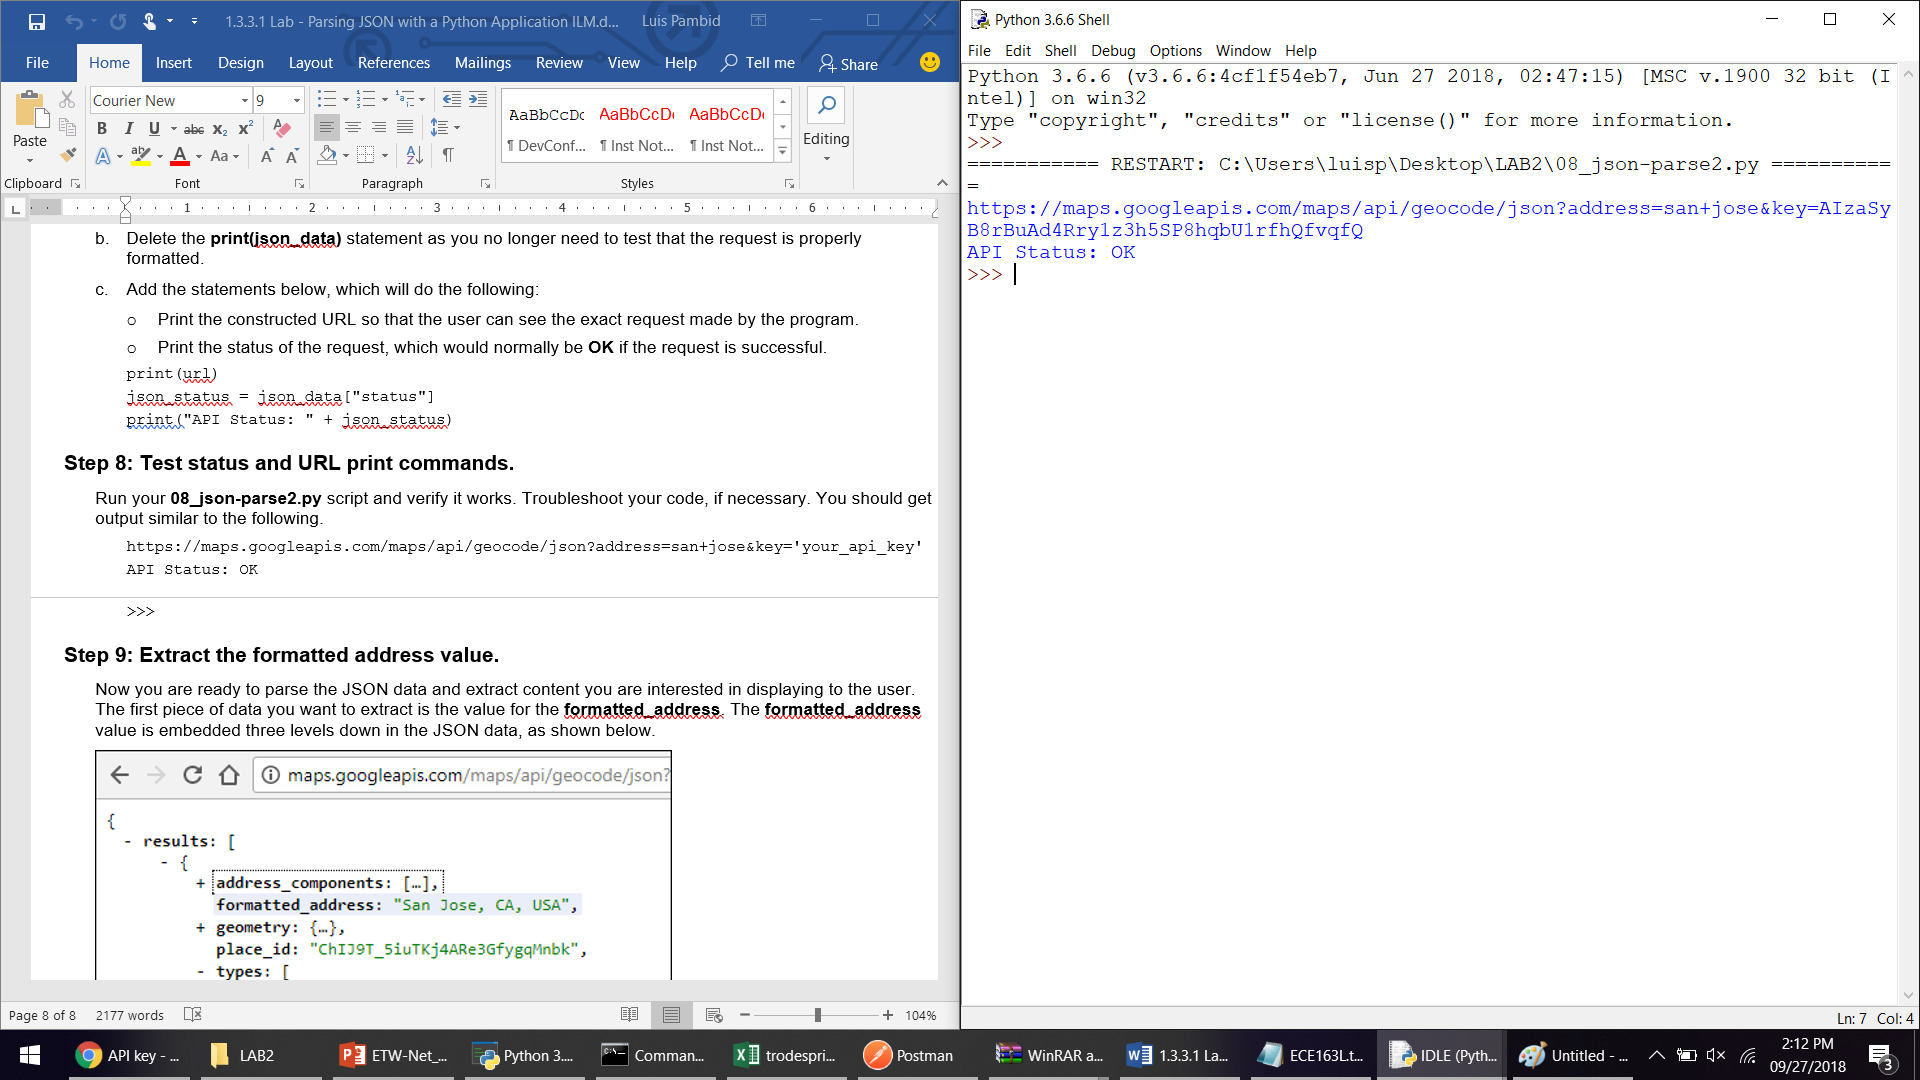 1.3.3.1 Lab - Parsing JSON with a Python Application ILM.d...
Luis Pambid
File Home Insert Design Layout References Mailings Review View Help Tell me Share
Courier New 9
Paste
B I U abc x₂ x²
A A Aa A A
AaBbCcDc AaBbCcDı AaBbCcDı
¶ DevConf... ¶ Inst Not... ¶ Inst Not...
Editing
Clipboard Font Paragraph Styles
1 2 3 4 5 6
b. Delete the print(json_data) statement as you no longer need to test that the request is properly
formatted.
c. Add the statements below, which will do the following:
o Print the constructed URL so that the user can see the exact request made by the program.
o Print the status of the request, which would normally be OK if the request is successful.
print(url)
json_status = json_data["status"]
print("API Status: " + json_status)
Step 8: Test status and URL print commands.
Run your 08_json-parse2.py script and verify it works. Troubleshoot your code, if necessary. You should get
output similar to the following.
https://maps.googleapis.com/maps/api/geocode/json?address=san+jose&key='your_api_key'
API Status: OK
>>>
Step 9: Extract the formatted address value.
Now you are ready to parse the JSON data and extract content you are interested in displaying to the user.
The first piece of data you want to extract is the value for the formatted_address. The formatted_address
value is embedded three levels down in the JSON data, as shown below.
maps.googleapis.com/maps/api/geocode/json?
{
- results: [
- {
+ address_components: […],
formatted_address: "San Jose, CA, USA",
+ geometry: {…},
place_id: "ChIJ9T_5iuTKj4ARe3GfygqMnbk",
- types: [
Page 8 of 8 2177 words
104%
Python 3.6.6 Shell
File Edit Shell Debug Options Window Help
Python 3.6.6 (v3.6.6:4cf1f54eb7, Jun 27 2018, 02:47:15) [MSC v.1900 32 bit (I
ntel)] on win32
Type "copyright", "credits" or "license()" for more information.
>>>
=========== RESTART: C:\Users\luisp\Desktop\LAB2\08_json-parse2.py ==========
=
https://maps.googleapis.com/maps/api/geocode/json?address=san+jose&key=AIzaSy
B8rBuAd4Rry1z3h5SP8hqbU1rfhQfvqfQ
API Status: OK
>>>
Ln: 7 Col: 4
API key - ... LAB2 ETW-Net_... Python 3.... Comman... trodespri... Postman WinRAR a... 1.3.3.1 La... ECE163L.t... IDLE (Pyth... Untitled - ...
2:12 PM
09/27/2018
3